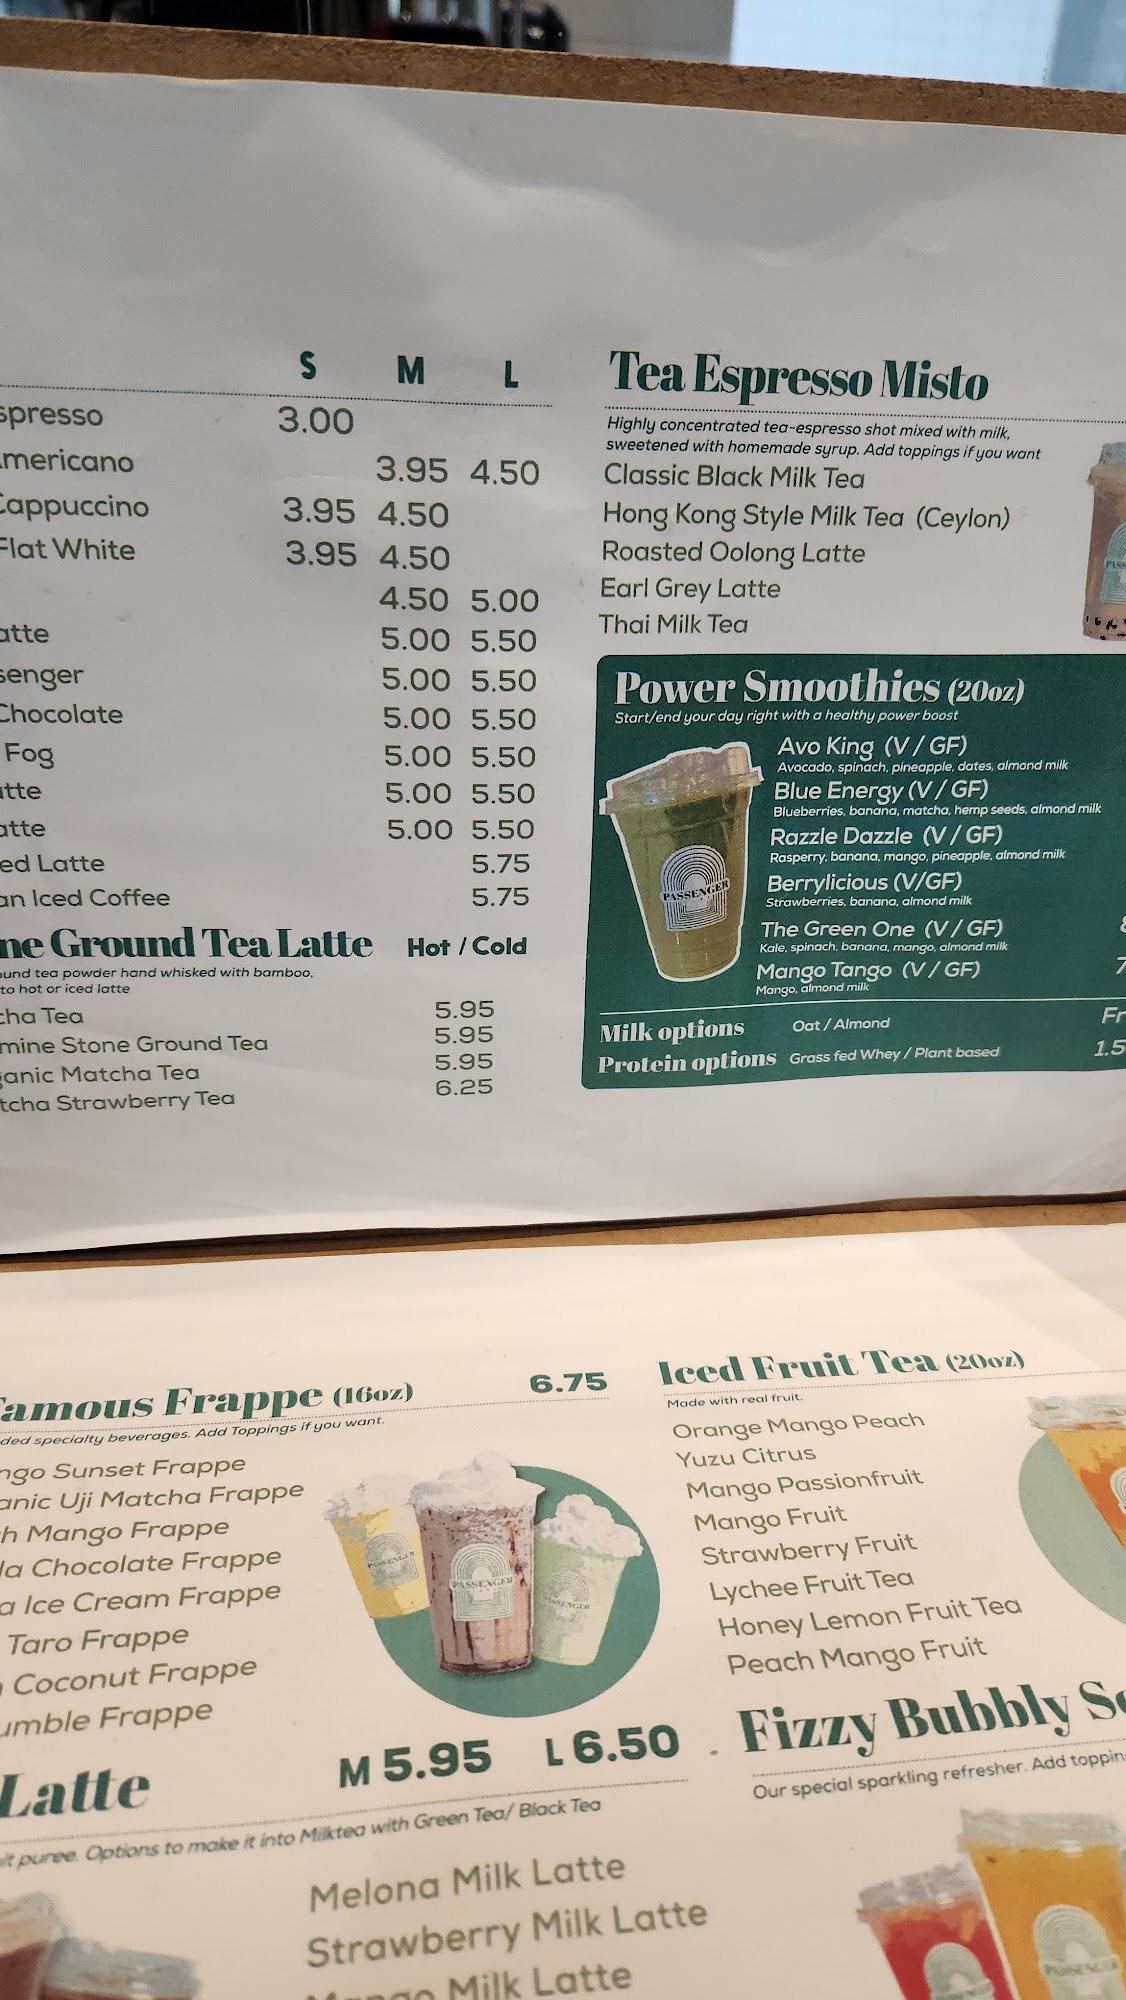 S M L
spresso 3.00
mericano 3.95 4.50
Cappuccino 3.95 4.50
Flat White 3.95 4.50
4.50 5.00
atte 5.00 5.50
senger 5.00 5.50
Chocolate 5.00 5.50
Fog 5.00 5.50
atte 5.00 5.50
atte 5.00 5.50
ed Latte 5.75
an Iced Coffee 5.75
ne Ground Tea Latte Hot / Cold
ound tea powder hand whisked with bamboo,
to hot or iced latte
cha Tea 5.95
mine Stone Ground Tea 5.95
ganic Matcha Tea 5.95
tcha Strawberry Tea 6.25
Tea Espresso Misto
Highly concentrated tea-espresso shot mixed with milk,
sweetened with homemade syrup. Add toppings if you want
Classic Black Milk Tea
Hong Kong Style Milk Tea (Ceylon)
Roasted Oolong Latte
Earl Grey Latte
Thai Milk Tea
Power Smoothies (20oz)
Start/end your day right with a healthy power boost
Avo King (V / GF)
Avocado, spinach, pineapple, dates, almond milk
Blue Energy (V / GF)
Blueberries, banana, matcha, hemp seeds, almond milk
Razzle Dazzle (V / GF)
Rasperry, banana, mango, pineapple, almond milk
Berrylicious (V/GF)
Strawberries, banana, almond milk
The Green One (V / GF)
Kale, spinach, banana, mango, almond milk
Mango Tango (V / GF) 7
Mango, almond milk
Milk options Oat / Almond Fr
Protein options Grass fed Whey / Plant based 1.5
PASSENGER
Famous Frappe (16oz) 6.75
ded specialty beverages. Add Toppings if you want.
ngo Sunset Frappe
anic Uji Matcha Frappe
h Mango Frappe
la Chocolate Frappe
a Ice Cream Frappe
Taro Frappe
Coconut Frappe
umble Frappe
PASSENGER
PASSENGER
PASSENGER
Latte M 5.95 L 6.50
it puree. Options to make it into Milktea with Green Tea/ Black Tea
Melona Milk Latte
Strawberry Milk Latte
Mango Milk Latte
Iced Fruit Tea (20oz)
Made with real fruit.
Orange Mango Peach
Yuzu Citrus
Mango Passionfruit
Mango Fruit
Strawberry Fruit
Lychee Fruit Tea
Honey Lemon Fruit Tea
Peach Mango Fruit
Fizzy Bubbly So
Our special sparkling refresher. Add toppin
PASSENGER